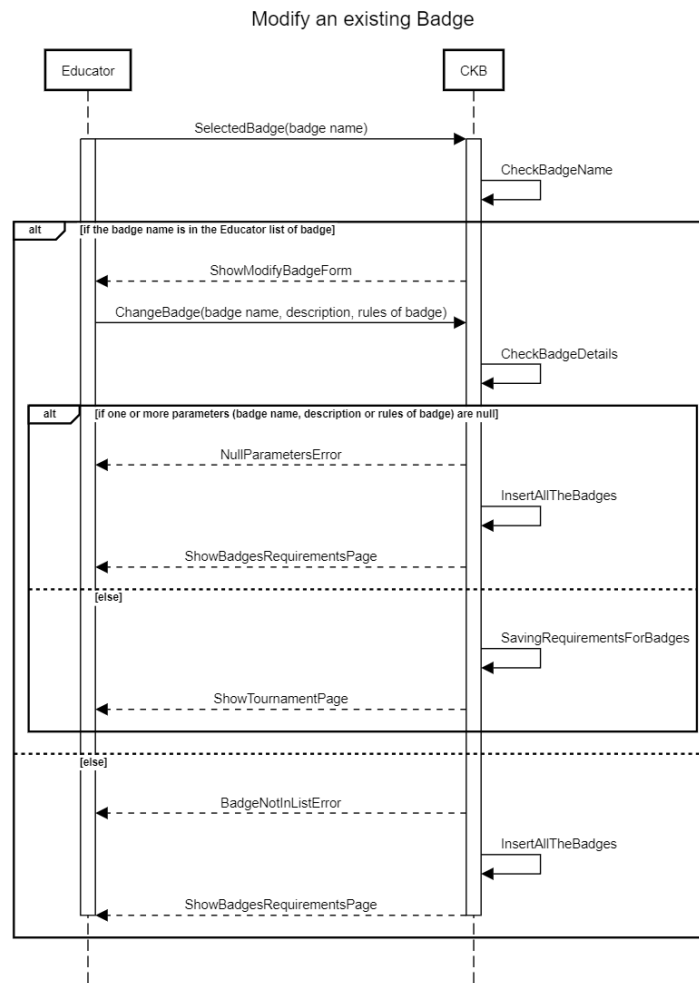 Modify an existing Badge
Educator
CKB
SelectedBadge(badge name)
CheckBadgeName
alt
[if the badge name is in the Educator list of badge]
ShowModifyBadgeForm
ChangeBadge(badge name, description, rules of badge)
CheckBadgeDetails
alt
[if one or more parameters (badge name, description or rules of badge) are null]
NullParametersError
InsertAllTheBadges
ShowBadgesRequirementsPage
[else]
SavingRequirementsForBadges
ShowTournamentPage
[else]
BadgeNotInListError
InsertAllTheBadges
ShowBadgesRequirementsPage